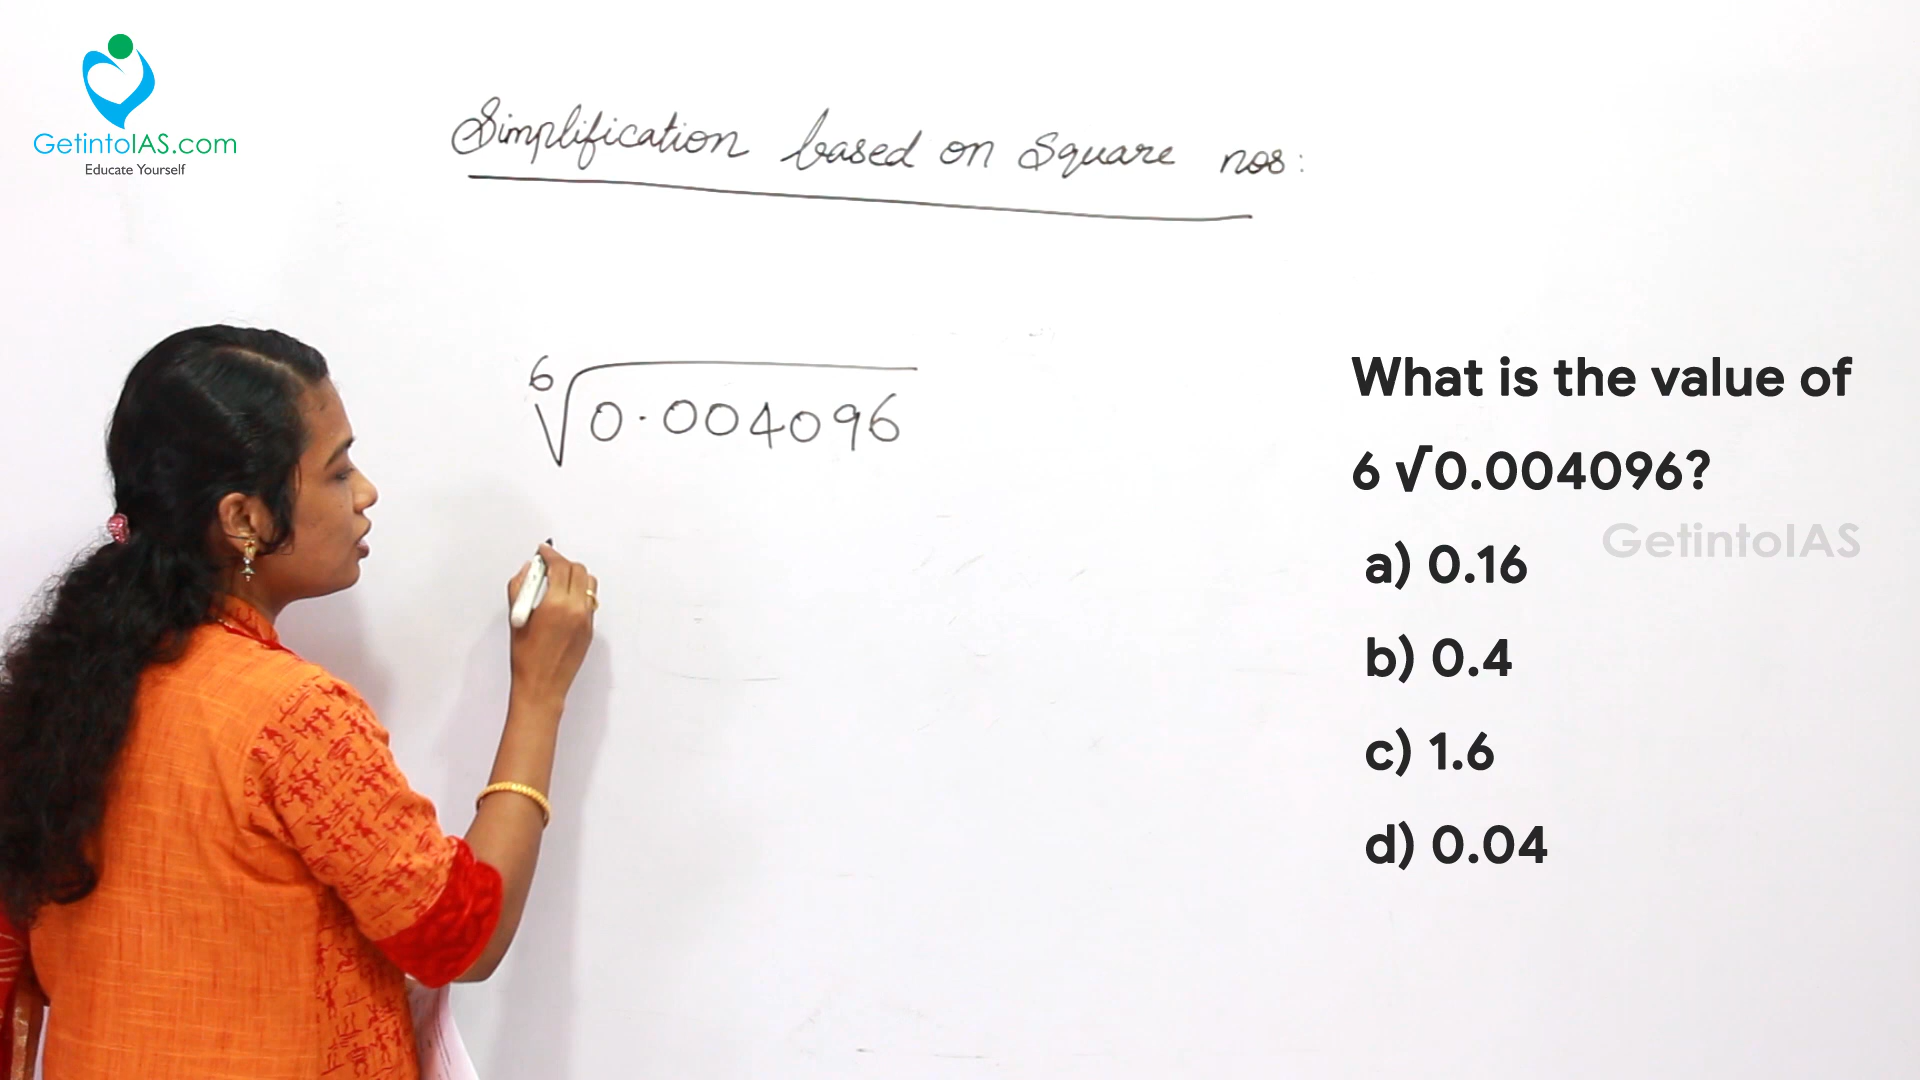 GetintoIAS.com
Educate Yourself
Simplification based on Square nos:
6√0.004096
What is the value of
6 √0.004096?
GetintoIAS
a) 0.16
b) 0.4
c) 1.6
d) 0.04